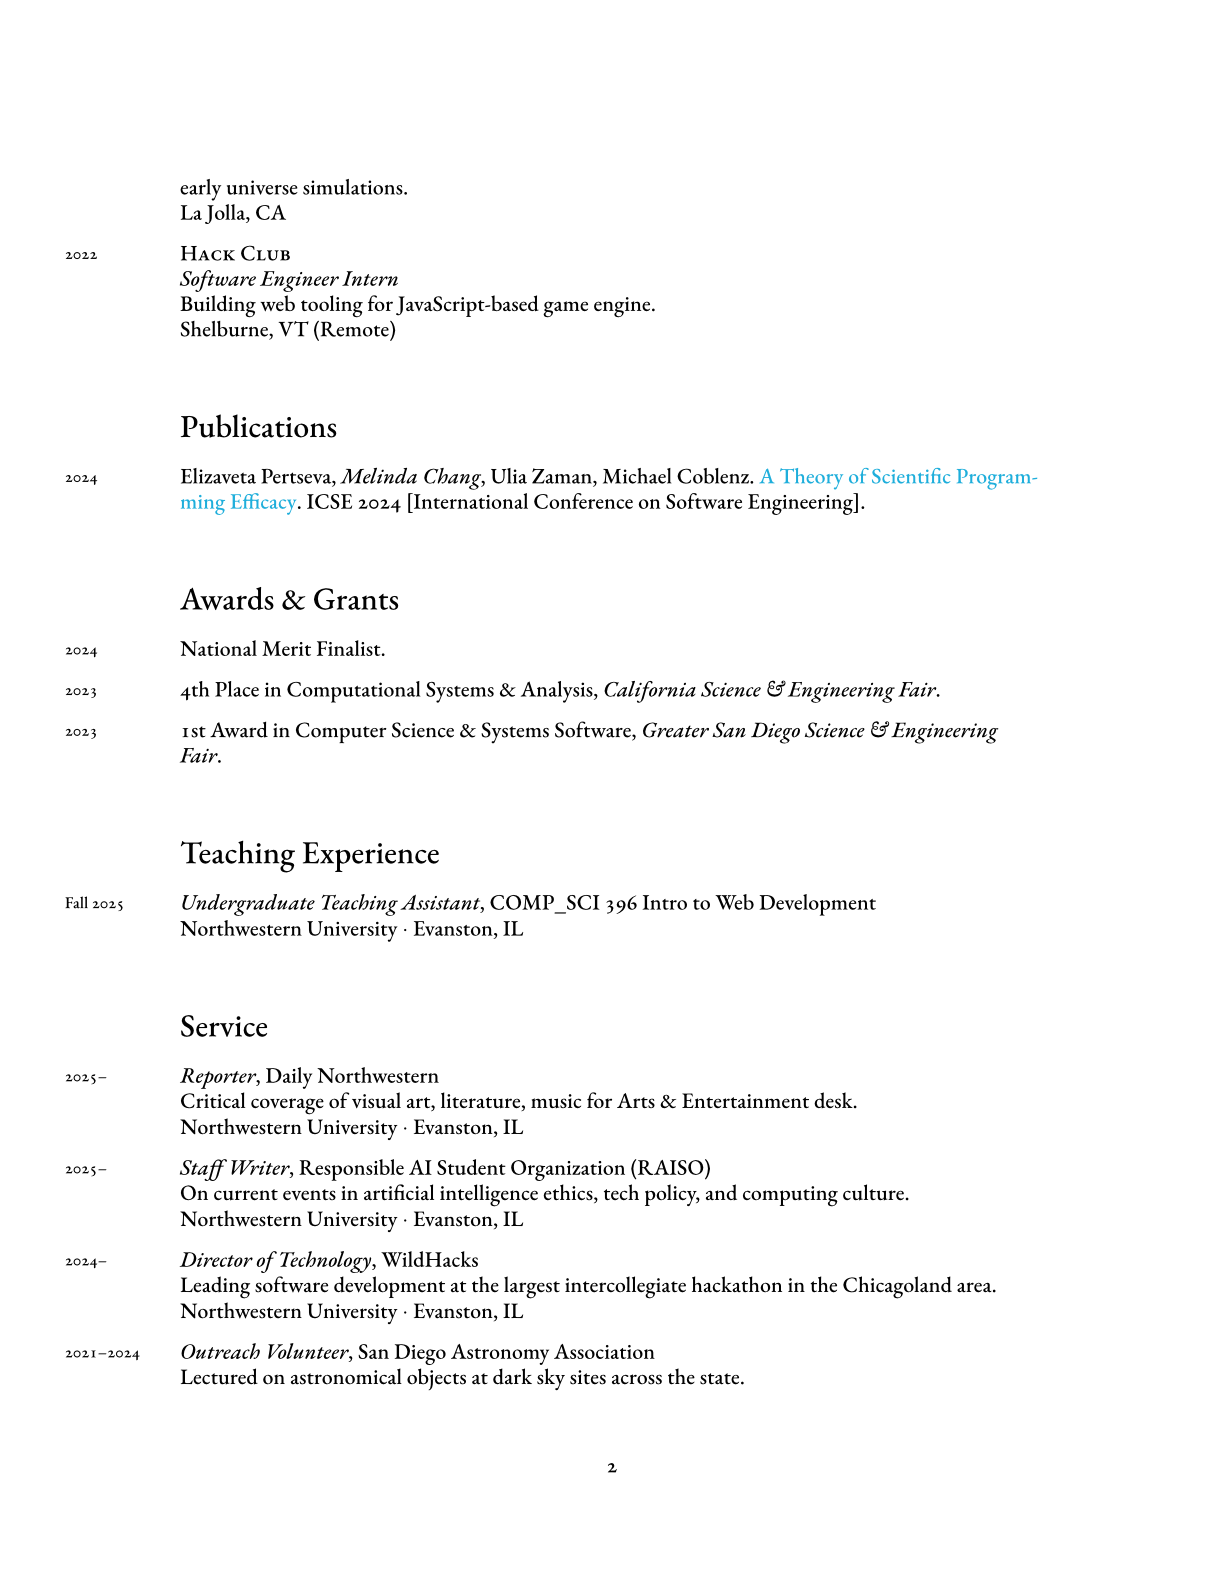 early universe simulations.
La Jolla, CA
2022 Hack Club
Software Engineer Intern
Building web tooling for JavaScript-based game engine.
Shelburne, VT (Remote)
Publications
2024 Elizaveta Pertseva, Melinda Chang, Ulia Zaman, Michael Coblenz. A Theory of Scientific Program-
ming Efficacy. ICSE 2024 [International Conference on Software Engineering].
Awards & Grants
2024 National Merit Finalist.
2023 4th Place in Computational Systems & Analysis, California Science & Engineering Fair.
2023 1st Award in Computer Science & Systems Software, Greater San Diego Science & Engineering
Fair.
Teaching Experience
Fall 2025 Undergraduate Teaching Assistant, COMP_SCI 396 Intro to Web Development
Northwestern University · Evanston, IL
Service
2025– Reporter, Daily Northwestern
Critical coverage of visual art, literature, music for Arts & Entertainment desk.
Northwestern University · Evanston, IL
2025– Staff Writer, Responsible AI Student Organization (RAISO)
On current events in artificial intelligence ethics, tech policy, and computing culture.
Northwestern University · Evanston, IL
2024– Director of Technology, WildHacks
Leading software development at the largest intercollegiate hackathon in the Chicagoland area.
Northwestern University · Evanston, IL
2021–2024 Outreach Volunteer, San Diego Astronomy Association
Lectured on astronomical objects at dark sky sites across the state.
2